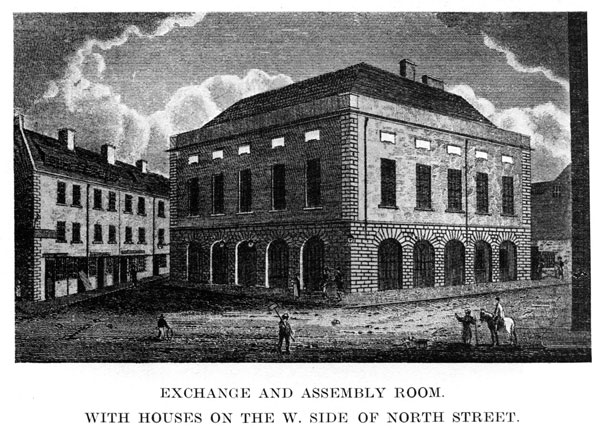 EXCHANGE AND ASSEMBLY ROOM.
WITH HOUSES ON THE W. SIDE OF NORTH STREET.